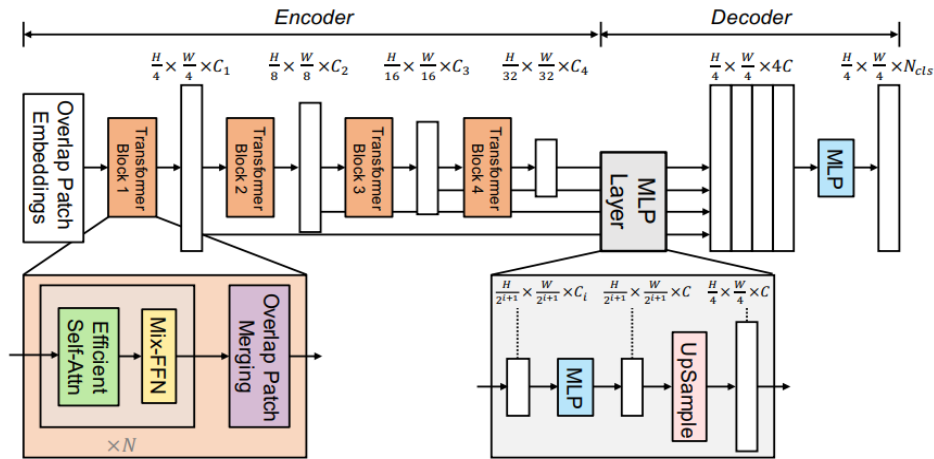 Encoder
Decoder
H/4 × W/4 × C₁
H/8 × W/8 × C₂
H/16 × W/16 × C₃
H/32 × W/32 × C₄
H/4 × W/4 × 4C
H/4 × W/4 × N_cls
Overlap Patch
Embeddings
Transformer
Block 1
Transformer
Block 2
Transformer
Block 3
Transformer
Block 4
MLP
Layer
MLP
Efficient
Self-Attn
Mix-FFN
Overlap Patch
Merging
×N
H/2^{i+1} × W/2^{i+1} × C_i
H/2^{i+1} × W/2^{i+1} × C
H/4 × W/4 × C
MLP
UpSample